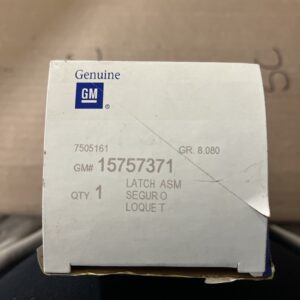 Genuine
GM
7505161 GR. 8.080
GM# 15757371
QTY. 1 LATCH ASM
SEGURO
LOQUET